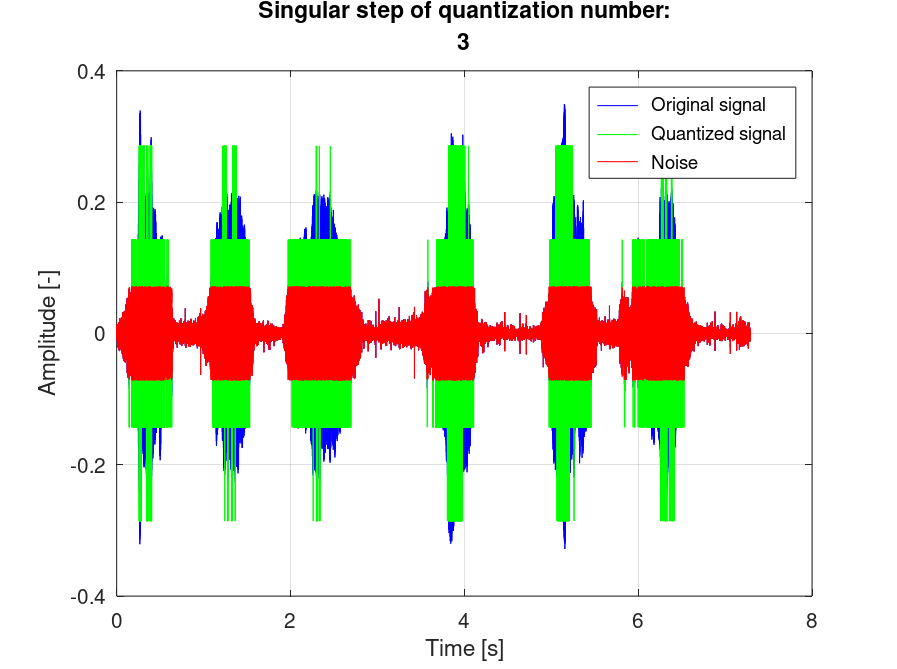 Singular step of quantization number:
3
Original signal
Quantized signal
Noise
0.4
0.2
0
-0.2
-0.4
Amplitude [-]
0 2 4 6 8
Time [s]